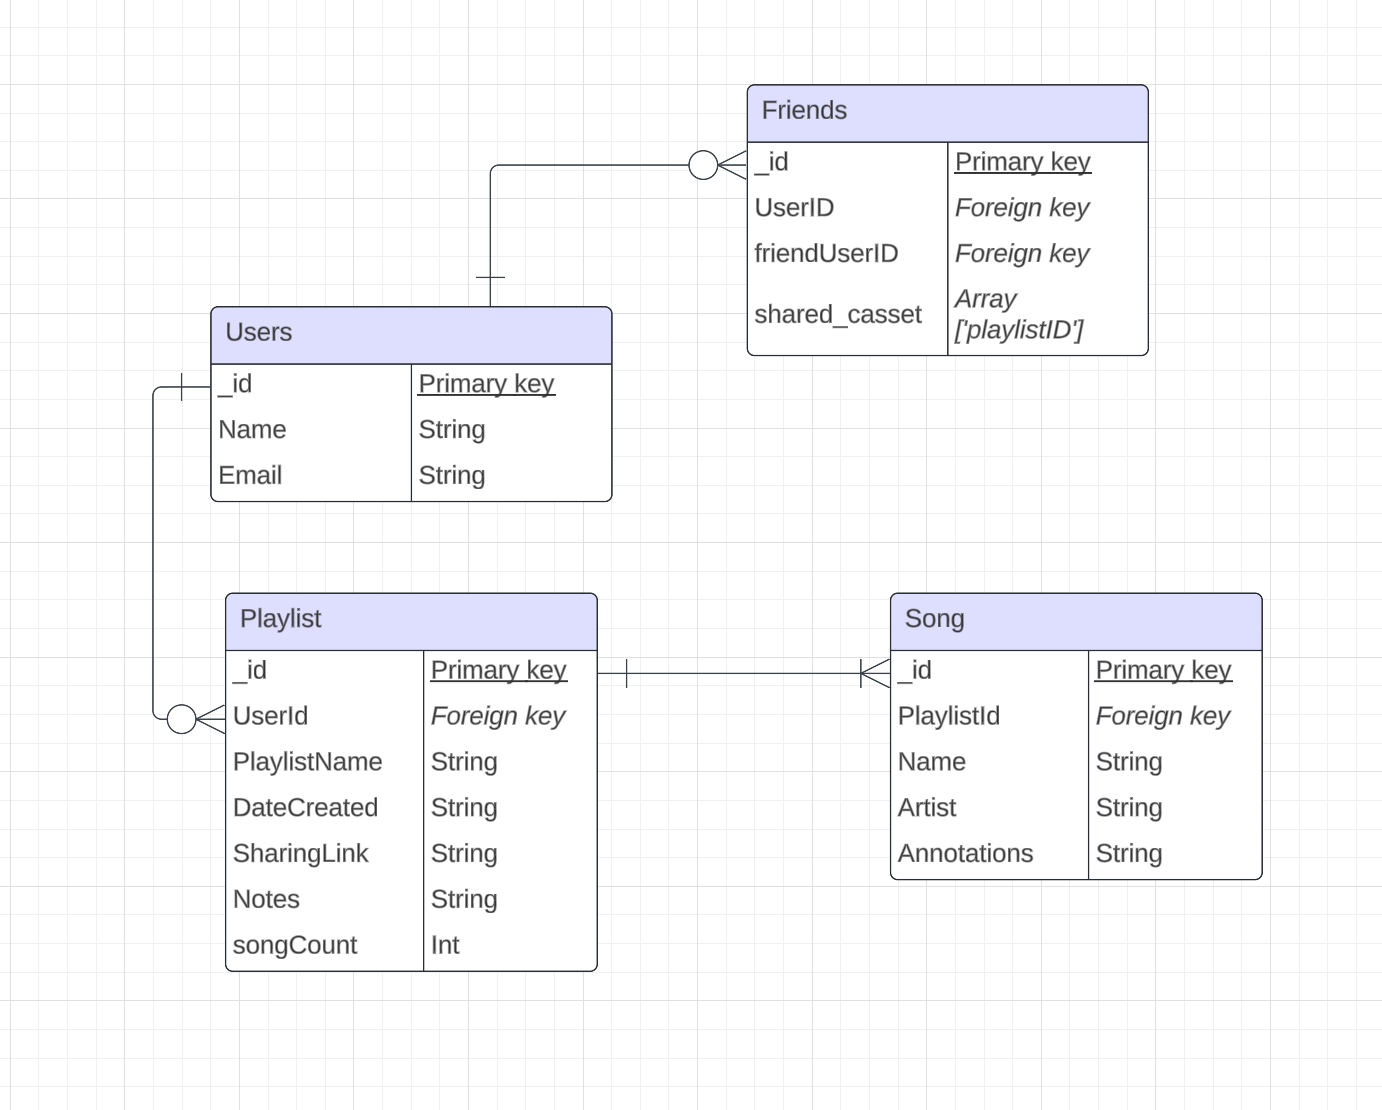 Friends
_id Primary key
UserID Foreign key
friendUserID Foreign key
shared_casset Array
['playlistID']
Users
_id Primary key
Name String
Email String
Playlist
_id Primary key
UserId Foreign key
PlaylistName String
DateCreated String
SharingLink String
Notes String
songCount Int
Song
_id Primary key
PlaylistId Foreign key
Name String
Artist String
Annotations String